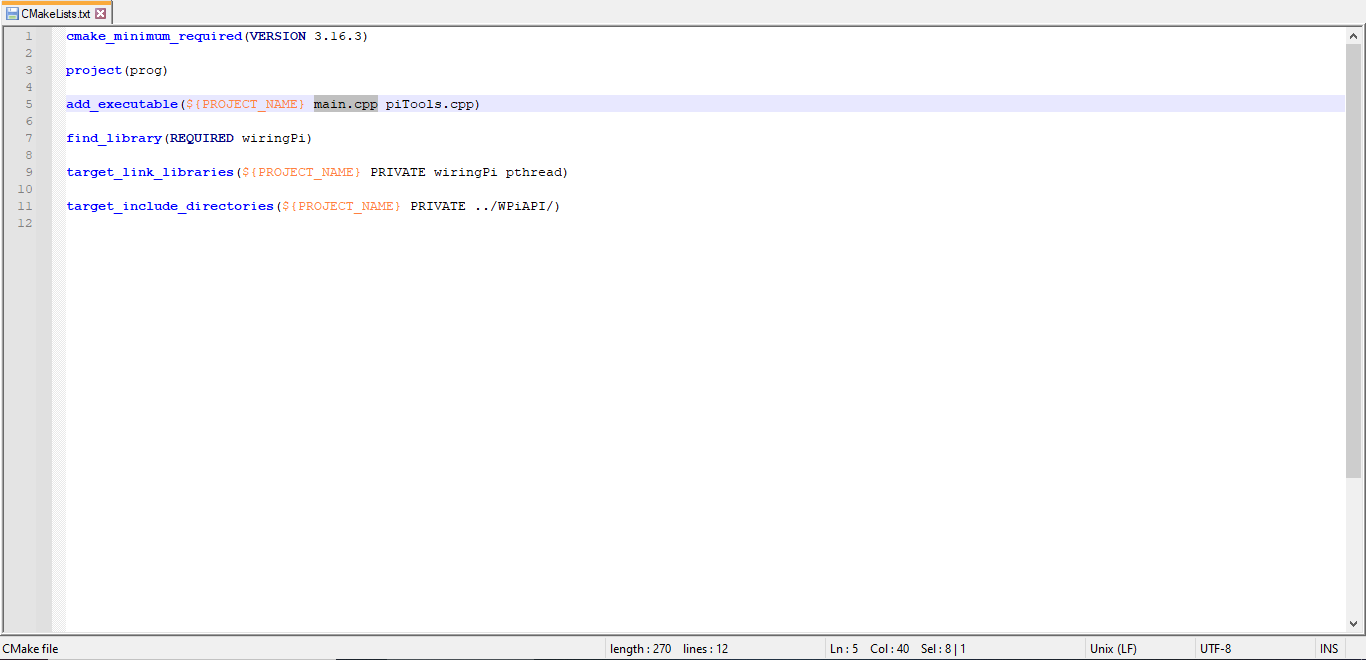 CMakeLists.txt
1 cmake_minimum_required(VERSION 3.16.3)
2
3 project(prog)
4
5 add_executable(${PROJECT_NAME} main.cpp piTools.cpp)
6
7 find_library(REQUIRED wiringPi)
8
9 target_link_libraries(${PROJECT_NAME} PRIVATE wiringPi pthread)
10
11 target_include_directories(${PROJECT_NAME} PRIVATE ../WPiAPI/)
12
CMake file length : 270 lines : 12 Ln : 5 Col : 40 Sel : 8 | 1 Unix (LF) UTF-8 INS